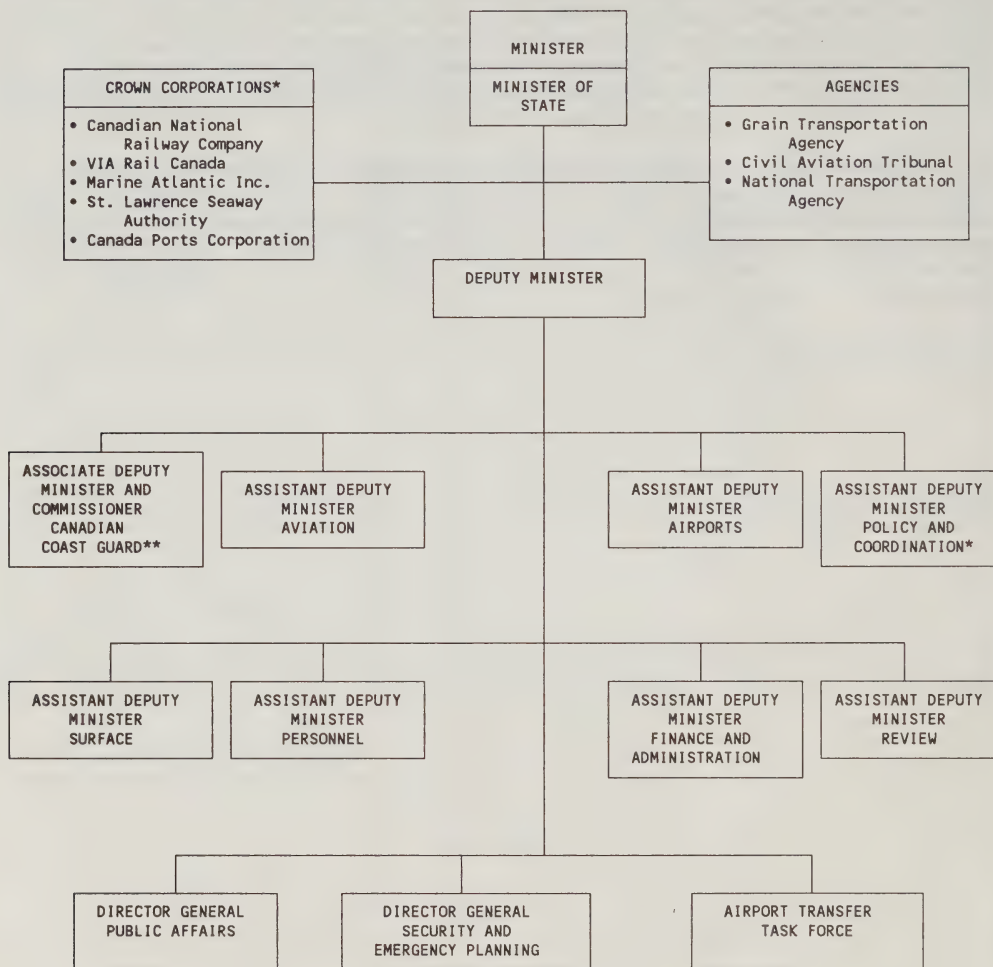 MINISTER
MINISTER OF
STATE
CROWN CORPORATIONS*
• Canadian National
Railway Company
• VIA Rail Canada
• Marine Atlantic Inc.
• St. Lawrence Seaway
Authority
• Canada Ports Corporation
AGENCIES
• Grain Transportation
Agency
• Civil Aviation Tribunal
• National Transportation
Agency
DEPUTY MINISTER
ASSOCIATE DEPUTY
MINISTER AND
COMMISSIONER
CANADIAN
COAST GUARD**
ASSISTANT DEPUTY
MINISTER
AVIATION
ASSISTANT DEPUTY
MINISTER
AIRPORTS
ASSISTANT DEPUTY
MINISTER
POLICY AND
COORDINATION*
ASSISTANT DEPUTY
MINISTER
SURFACE
ASSISTANT DEPUTY
MINISTER
PERSONNEL
ASSISTANT DEPUTY
MINISTER
FINANCE AND
ADMINISTRATION
ASSISTANT DEPUTY
MINISTER
REVIEW
DIRECTOR GENERAL
PUBLIC AFFAIRS
DIRECTOR GENERAL
SECURITY AND
EMERGENCY PLANNING
AIRPORT TRANSFER
TASK FORCE